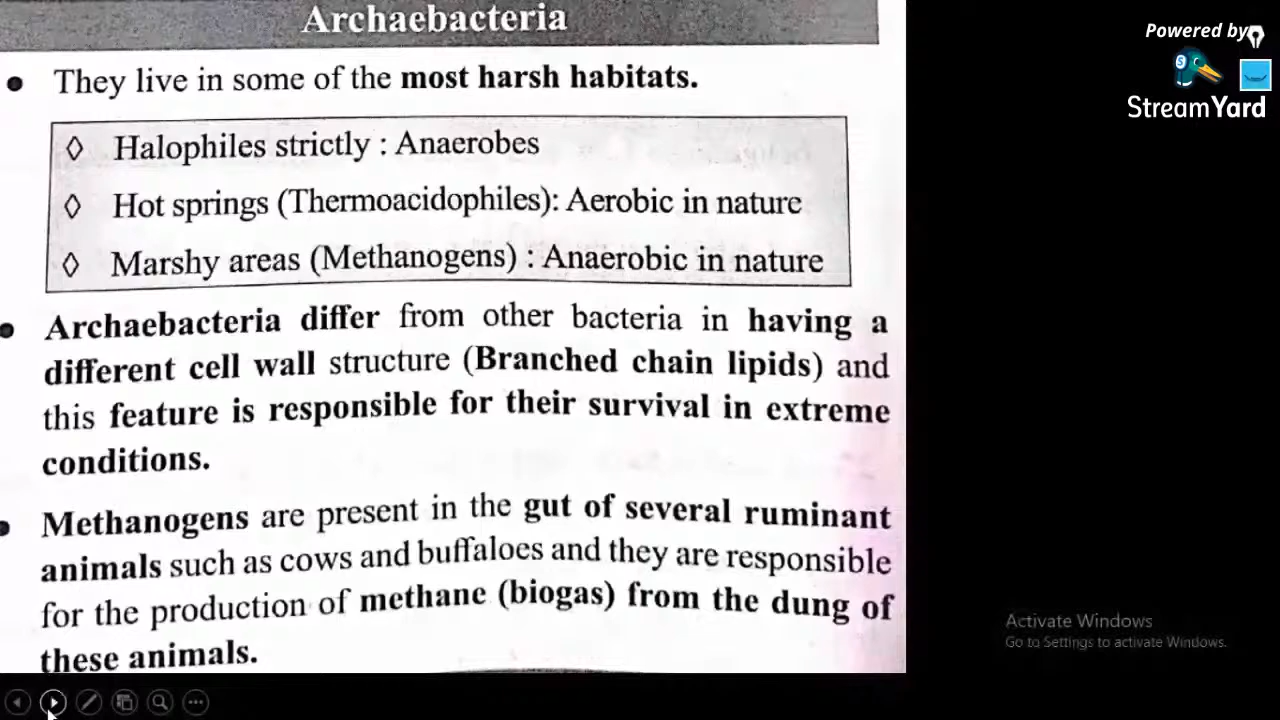 Archaebacteria
Powered by
StreamYard
• They live in some of the most harsh habitats.
◊ Halophiles strictly : Anaerobes
◊ Hot springs (Thermoacidophiles): Aerobic in nature
◊ Marshy areas (Methanogens) : Anaerobic in nature
• Archaebacteria differ from other bacteria in having a
different cell wall structure (Branched chain lipids) and
this feature is responsible for their survival in extreme
conditions.
• Methanogens are present in the gut of several ruminant
animals such as cows and buffaloes and they are responsible
for the production of methane (biogas) from the dung of
these animals.
Activate Windows
Go to Settings to activate Windows.